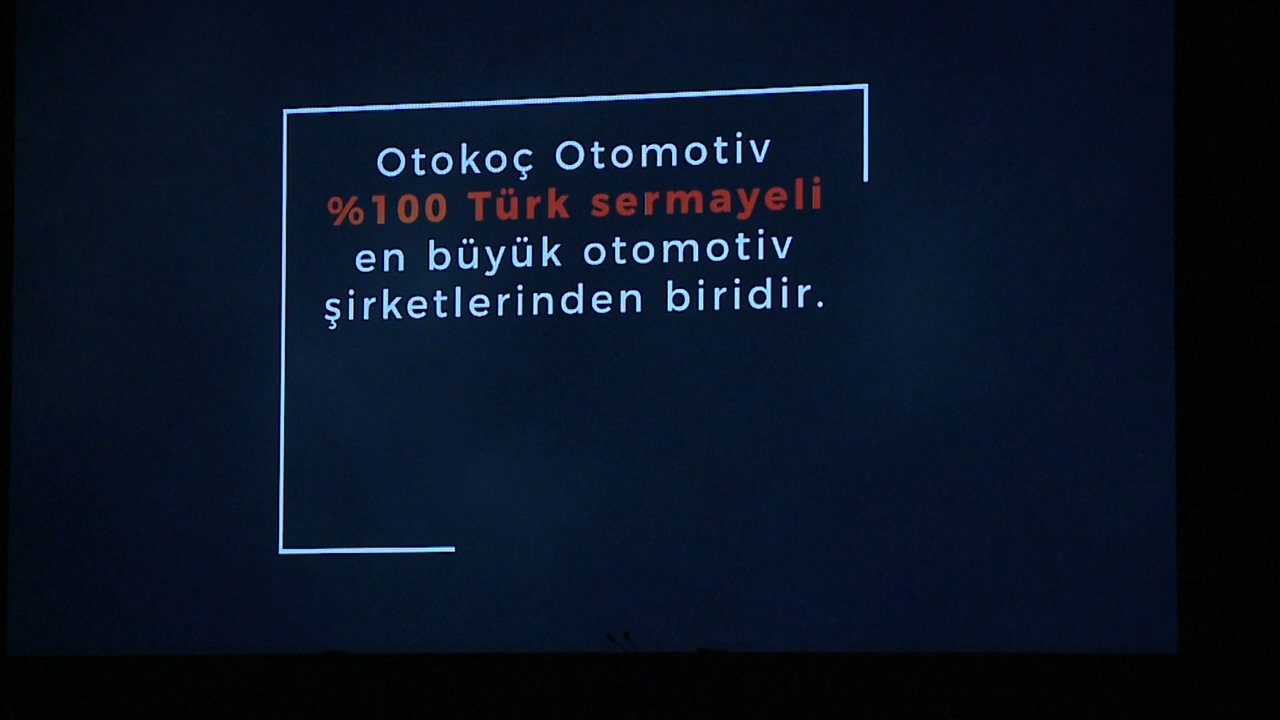 Otokoç Otomotiv
%100 Türk sermayeli
en büyük otomotiv
şirketlerinden biridir.